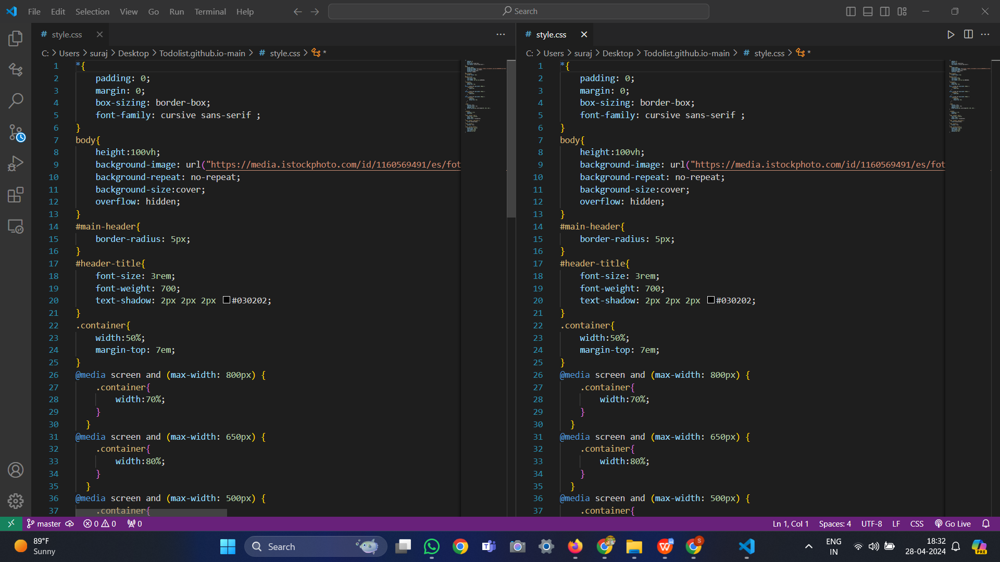 File Edit Selection View Go Run Terminal Help Search
# style.css
C: > Users > suraj > Desktop > Todolist.github.io-main > # style.css > *
1 *{
2 padding: 0;
3 margin: 0;
4 box-sizing: border-box;
5 font-family: cursive sans-serif ;
6 }
7 body{
8 height:100vh;
9 background-image: url("https://media.istockphoto.com/id/1160569491/es/fot
10 background-repeat: no-repeat;
11 background-size:cover;
12 overflow: hidden;
13 }
14 #main-header{
15 border-radius: 5px;
16 }
17 #header-title{
18 font-size: 3rem;
19 font-weight: 700;
20 text-shadow: 2px 2px 2px #030202;
21 }
22 .container{
23 width:50%;
24 margin-top: 7em;
25 }
26 @media screen and (max-width: 800px) {
27 .container{
28 width:70%;
29 }
30 }
31 @media screen and (max-width: 650px) {
32 .container{
33 width:80%;
34 }
35 }
36 @media screen and (max-width: 500px) {
37 .container{
# style.css
C: > Users > suraj > Desktop > Todolist.github.io-main > # style.css > *
1 *{
2 padding: 0;
3 margin: 0;
4 box-sizing: border-box;
5 font-family: cursive sans-serif ;
6 }
7 body{
8 height:100vh;
9 background-image: url("https://media.istockphoto.com/id/1160569491/es/fot
10 background-repeat: no-repeat;
11 background-size:cover;
12 overflow: hidden;
13 }
14 #main-header{
15 border-radius: 5px;
16 }
17 #header-title{
18 font-size: 3rem;
19 font-weight: 700;
20 text-shadow: 2px 2px 2px #030202;
21 }
22 .container{
23 width:50%;
24 margin-top: 7em;
25 }
26 @media screen and (max-width: 800px) {
27 .container{
28 width:70%;
29 }
30 }
31 @media screen and (max-width: 650px) {
32 .container{
33 width:80%;
34 }
35 }
36 @media screen and (max-width: 500px) {
37 .container{
master 0 0 0 Ln 1, Col 1 Spaces: 4 UTF-8 LF CSS Go Live
89°F
Sunny
Search
ENG
IN
18:32
28-04-2024
PRE